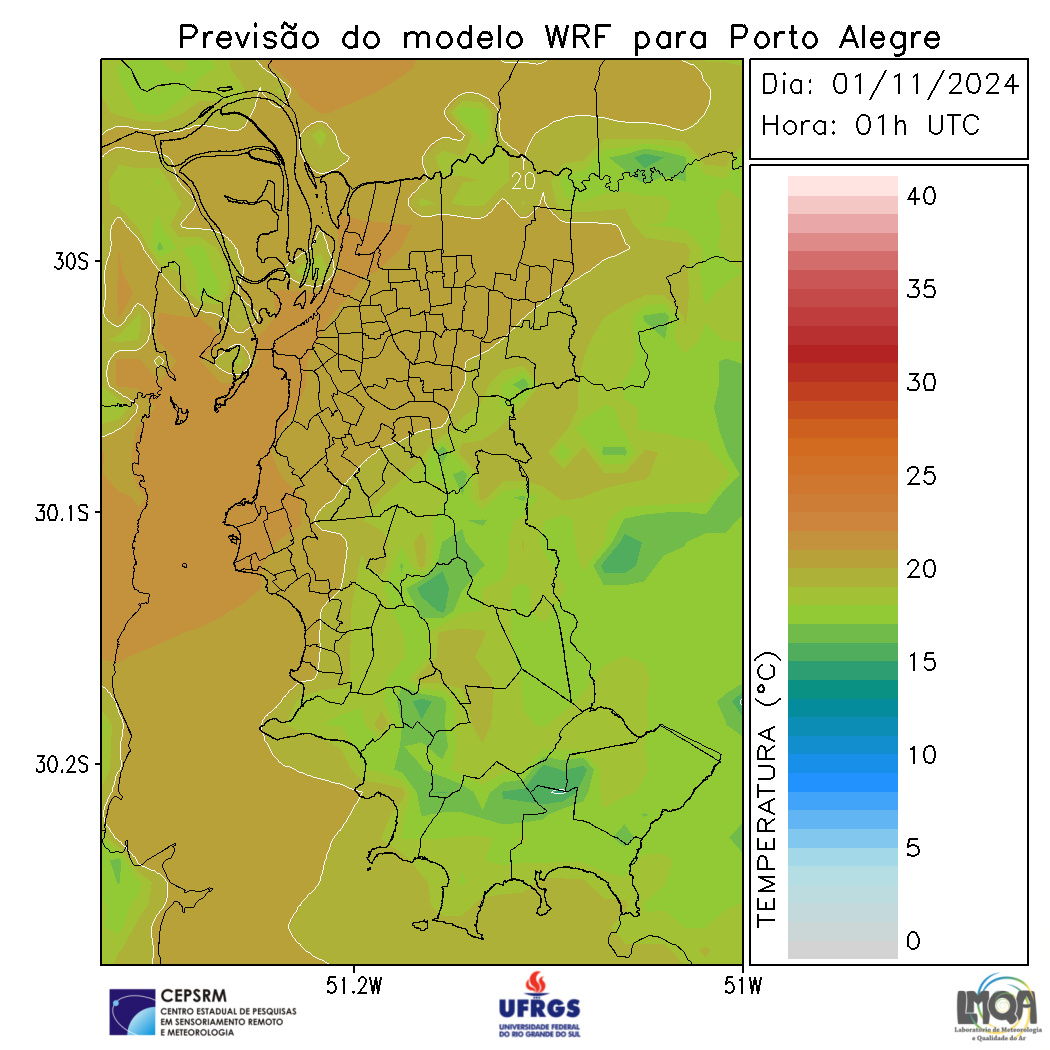 Previsão do modelo WRF para Porto Alegre
Dia: 01/11/2024
Hora: 01h UTC
20
30S
30.1S
30.2S
51.2W
51W
40
35
30
25
20
15
10
5
0
TEMPERATURA (°C)
CEPSRM
CENTRO ESTADUAL DE PESQUISAS
EM SENSORIAMENTO REMOTO
E METEOROLOGIA
UFRGS
UNIVERSIDADE FEDERAL
DO RIO GRANDE DO SUL
LMQA
Laboratório de Meteorologia
e Qualidade do Ar